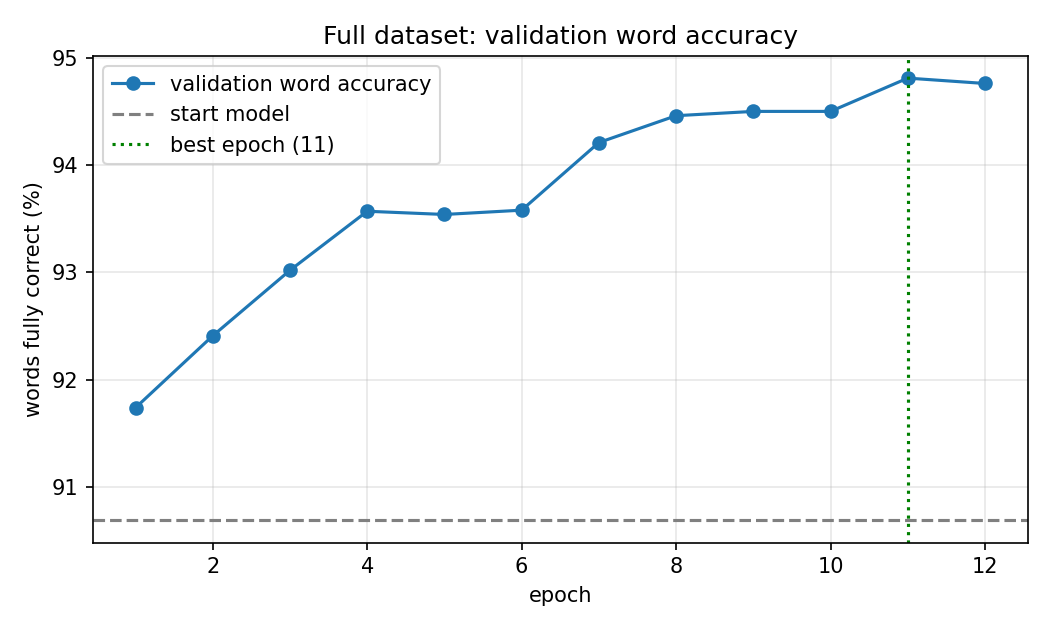 Full dataset: validation word accuracy
95
validation word accuracy
start model
best epoch (11)
94
93
92
91
words fully correct (%)
2 4 6 8 10 12
epoch